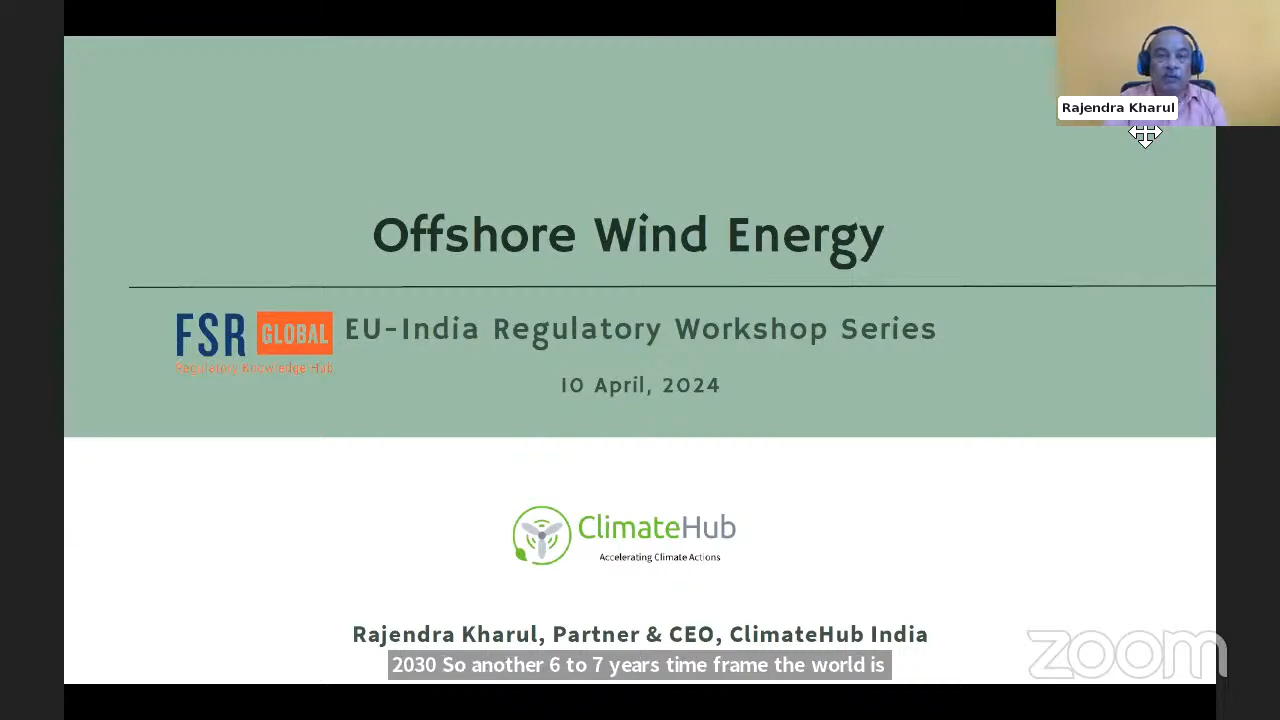 Rajendra Kharul
Offshore Wind Energy
FSR GLOBAL
Regulatory Knowledge Hub
EU-India Regulatory Workshop Series
10 April, 2024
ClimateHub
Accelerating Climate Actions
Rajendra Kharul, Partner & CEO, ClimateHub India
2030 So another 6 to 7 years time frame the world is
zoom